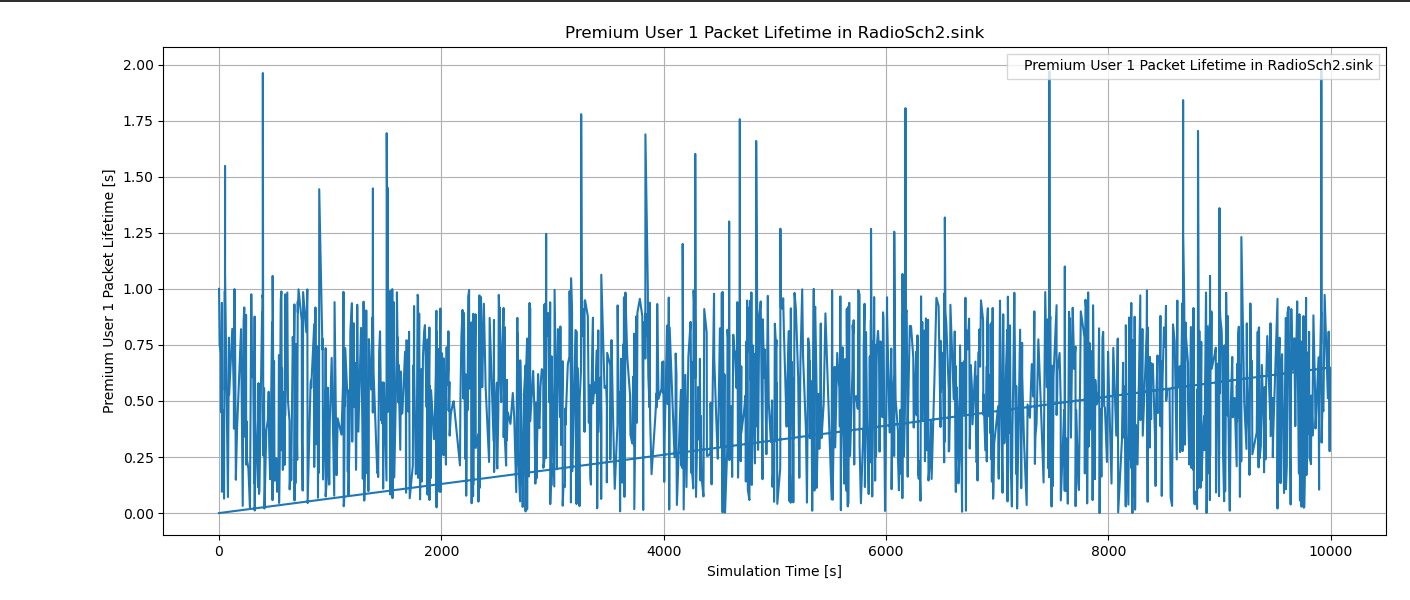 Premium User 1 Packet Lifetime in RadioSch2.sink
Premium User 1 Packet Lifetime in RadioSch2.sink
Premium User 1 Packet Lifetime [s]
2.00
1.75
1.50
1.25
1.00
0.75
0.50
0.25
0.00
0 2000 4000 6000 8000 10000
Simulation Time [s]